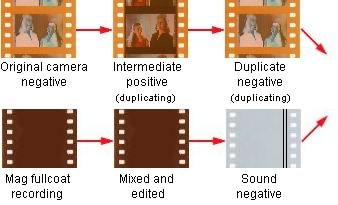 Original camera
negative
Intermediate
positive
(duplicating)
Duplicate
negative
(duplicating)
Mag fullcoat
recording
Mixed and
edited
Sound
negative